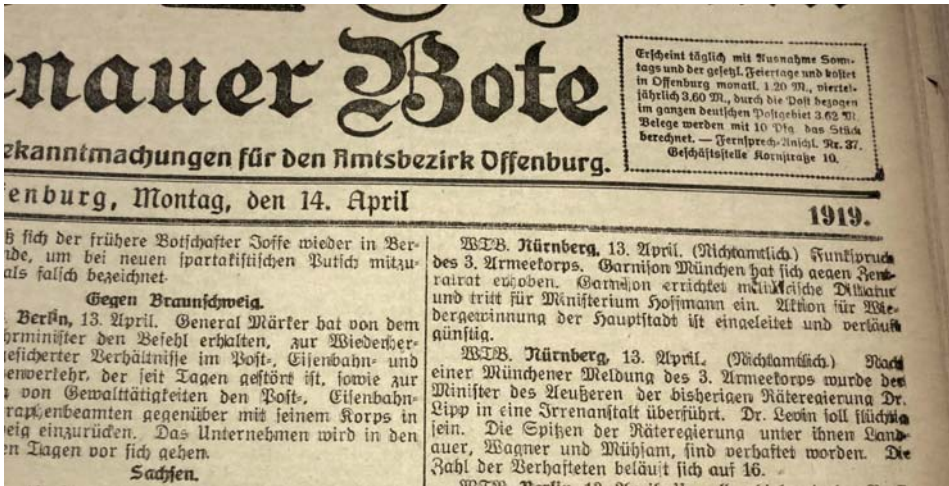 enauer Bote
Erscheint täglich mit Ausnahme Sonn-
tags und der gesetzl. Feiertage und kostet
in Offenburg monatl. 1.20 M., viertel-
jährlich 3.60 M., durch die Post bezogen
im ganzen deutschen Postgebiet 3.62 M.
Belege werden mit 10 Pfg. das Stück
berechnet. — Fernsprech-Anschl. Nr. 37.
Geschäftsstelle Kornstraße 10.
ekanntmachungen für den Amtsbezirk Offenburg.
fenburg, Montag, den 14. April
1919.
ß sich der frühere Botschafter Joffe wieder in Ber-
nde, um bei neuen spartakistischen Putsch mitzu-
als falsch bezeichnet.
Gegen Braunschweig.
Berlin, 13. April. General Märker hat von dem
hrminister den Befehl erhalten, zur Wiederher-
gesicherter Verhältnisse im Post-, Eisenbahn- und
enverkehr, der seit Tagen gestört ist, sowie zur
von Gewalttätigkeiten den Post-, Eisenbahn-
raphenbeamten gegenüber mit seinem Korps in
eig einzurücken. Das Unternehmen wird in den
en Tagen vor sich gehen.
Sachsen.
W.T.B. Nürnberg, 13. April. (Nichtamtlich.) Funkspruch
des 3. Armeekorps. Garnison München hat sich gegen Zent-
ralrat erhoben. Garnison errichtet militärische Diktatur
und tritt für Ministerium Hoffmann ein. Aktion für Wie-
dergewinnung der Hauptstadt ist eingeleitet und verläuft
günstig.
W.T.B. Nürnberg, 13. April. (Nichtamtlich.) Nach
einer Münchener Meldung des 3. Armeekorps wurde der
Minister des Aeußeren der bisherigen Räteregierung Dr.
Lipp in eine Irrenanstalt überführt. Dr. Levin soll flüchtig
sein. Die Spitzen der Räteregierung unter ihnen Land-
auer, Wagner und Mühsam, sind verhaftet worden. Die
Zahl der Verhafteten beläuft sich auf 16.